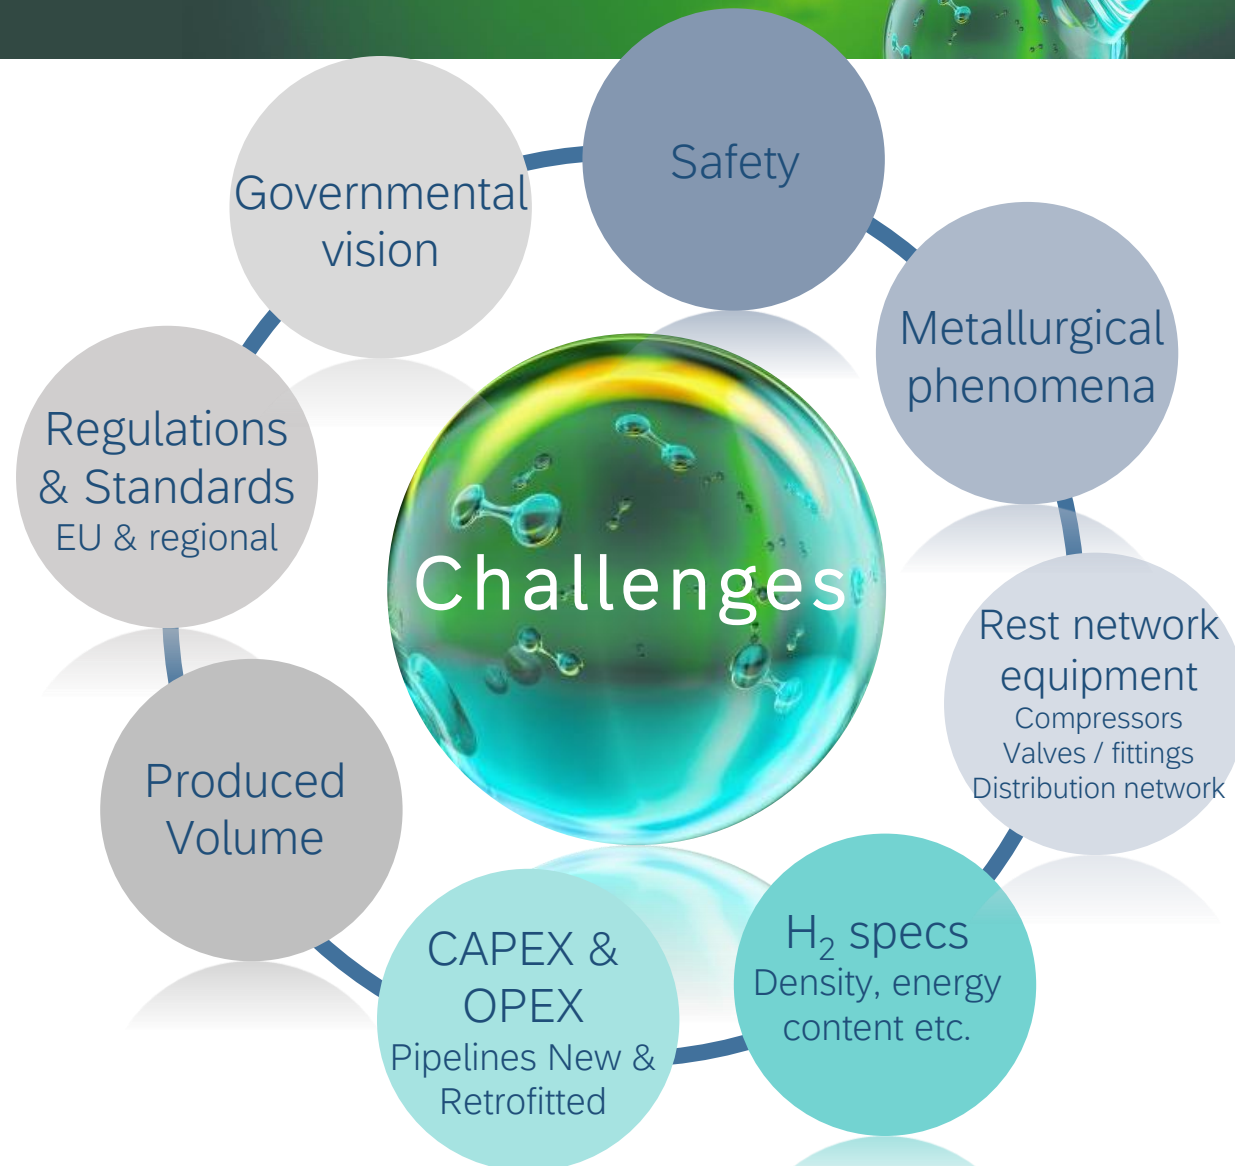 Safety
Metallurgical
phenomena
Rest network
equipment
Compressors
Valves / fittings
Distribution network
H₂ specs
Density, energy
content etc.
CAPEX &
OPEX
Pipelines New &
Retrofitted
Produced
Volume
Regulations
& Standards
EU & regional
Governmental
vision
Challenges